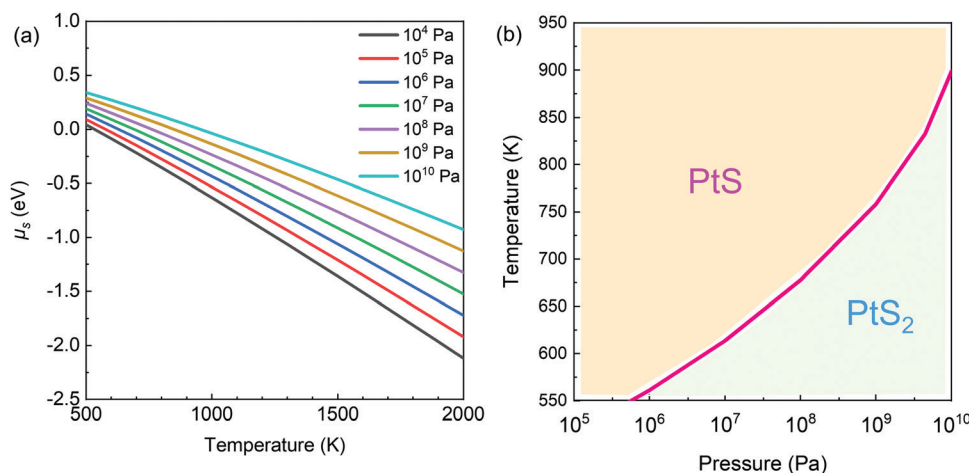 (a)
1.0
0.5
0.0
-0.5
-1.0
-1.5
-2.0
-2.5
μₛ (eV)
500
1000
1500
2000
Temperature (K)
10⁴ Pa
10⁵ Pa
10⁶ Pa
10⁷ Pa
10⁸ Pa
10⁹ Pa
10¹⁰ Pa
(b)
950
900
850
800
750
700
650
600
550
Temperature (K)
PtS
PtS₂
10⁵
10⁶
10⁷
10⁸
10⁹
10¹⁰
Pressure (Pa)